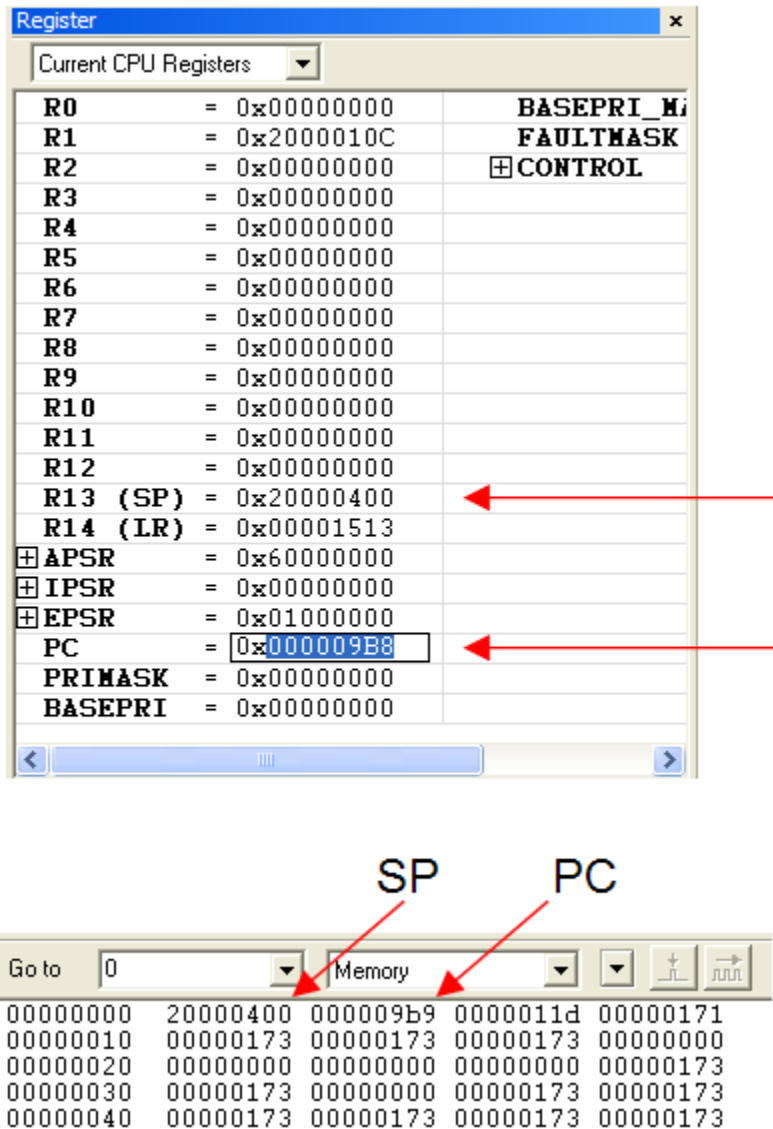 Register x
Current CPU Registers
R0 = 0x00000000 BASEPRI_MA
R1 = 0x2000010C FAULTMASK
R2 = 0x00000000 CONTROL
R3 = 0x00000000
R4 = 0x00000000
R5 = 0x00000000
R6 = 0x00000000
R7 = 0x00000000
R8 = 0x00000000
R9 = 0x00000000
R10 = 0x00000000
R11 = 0x00000000
R12 = 0x00000000
R13 (SP) = 0x20000400
R14 (LR) = 0x00001513
APSR = 0x60000000
IPSR = 0x00000000
EPSR = 0x01000000
PC = 0x000009B8
PRIMASK = 0x00000000
BASEPRI = 0x00000000
SP PC
Go to 0 Memory
00000000 20000400 000009b9 0000011d 00000171
00000010 00000173 00000173 00000173 00000000
00000020 00000000 00000000 00000000 00000173
00000030 00000173 00000000 00000173 00000173
00000040 00000173 00000173 00000173 00000173